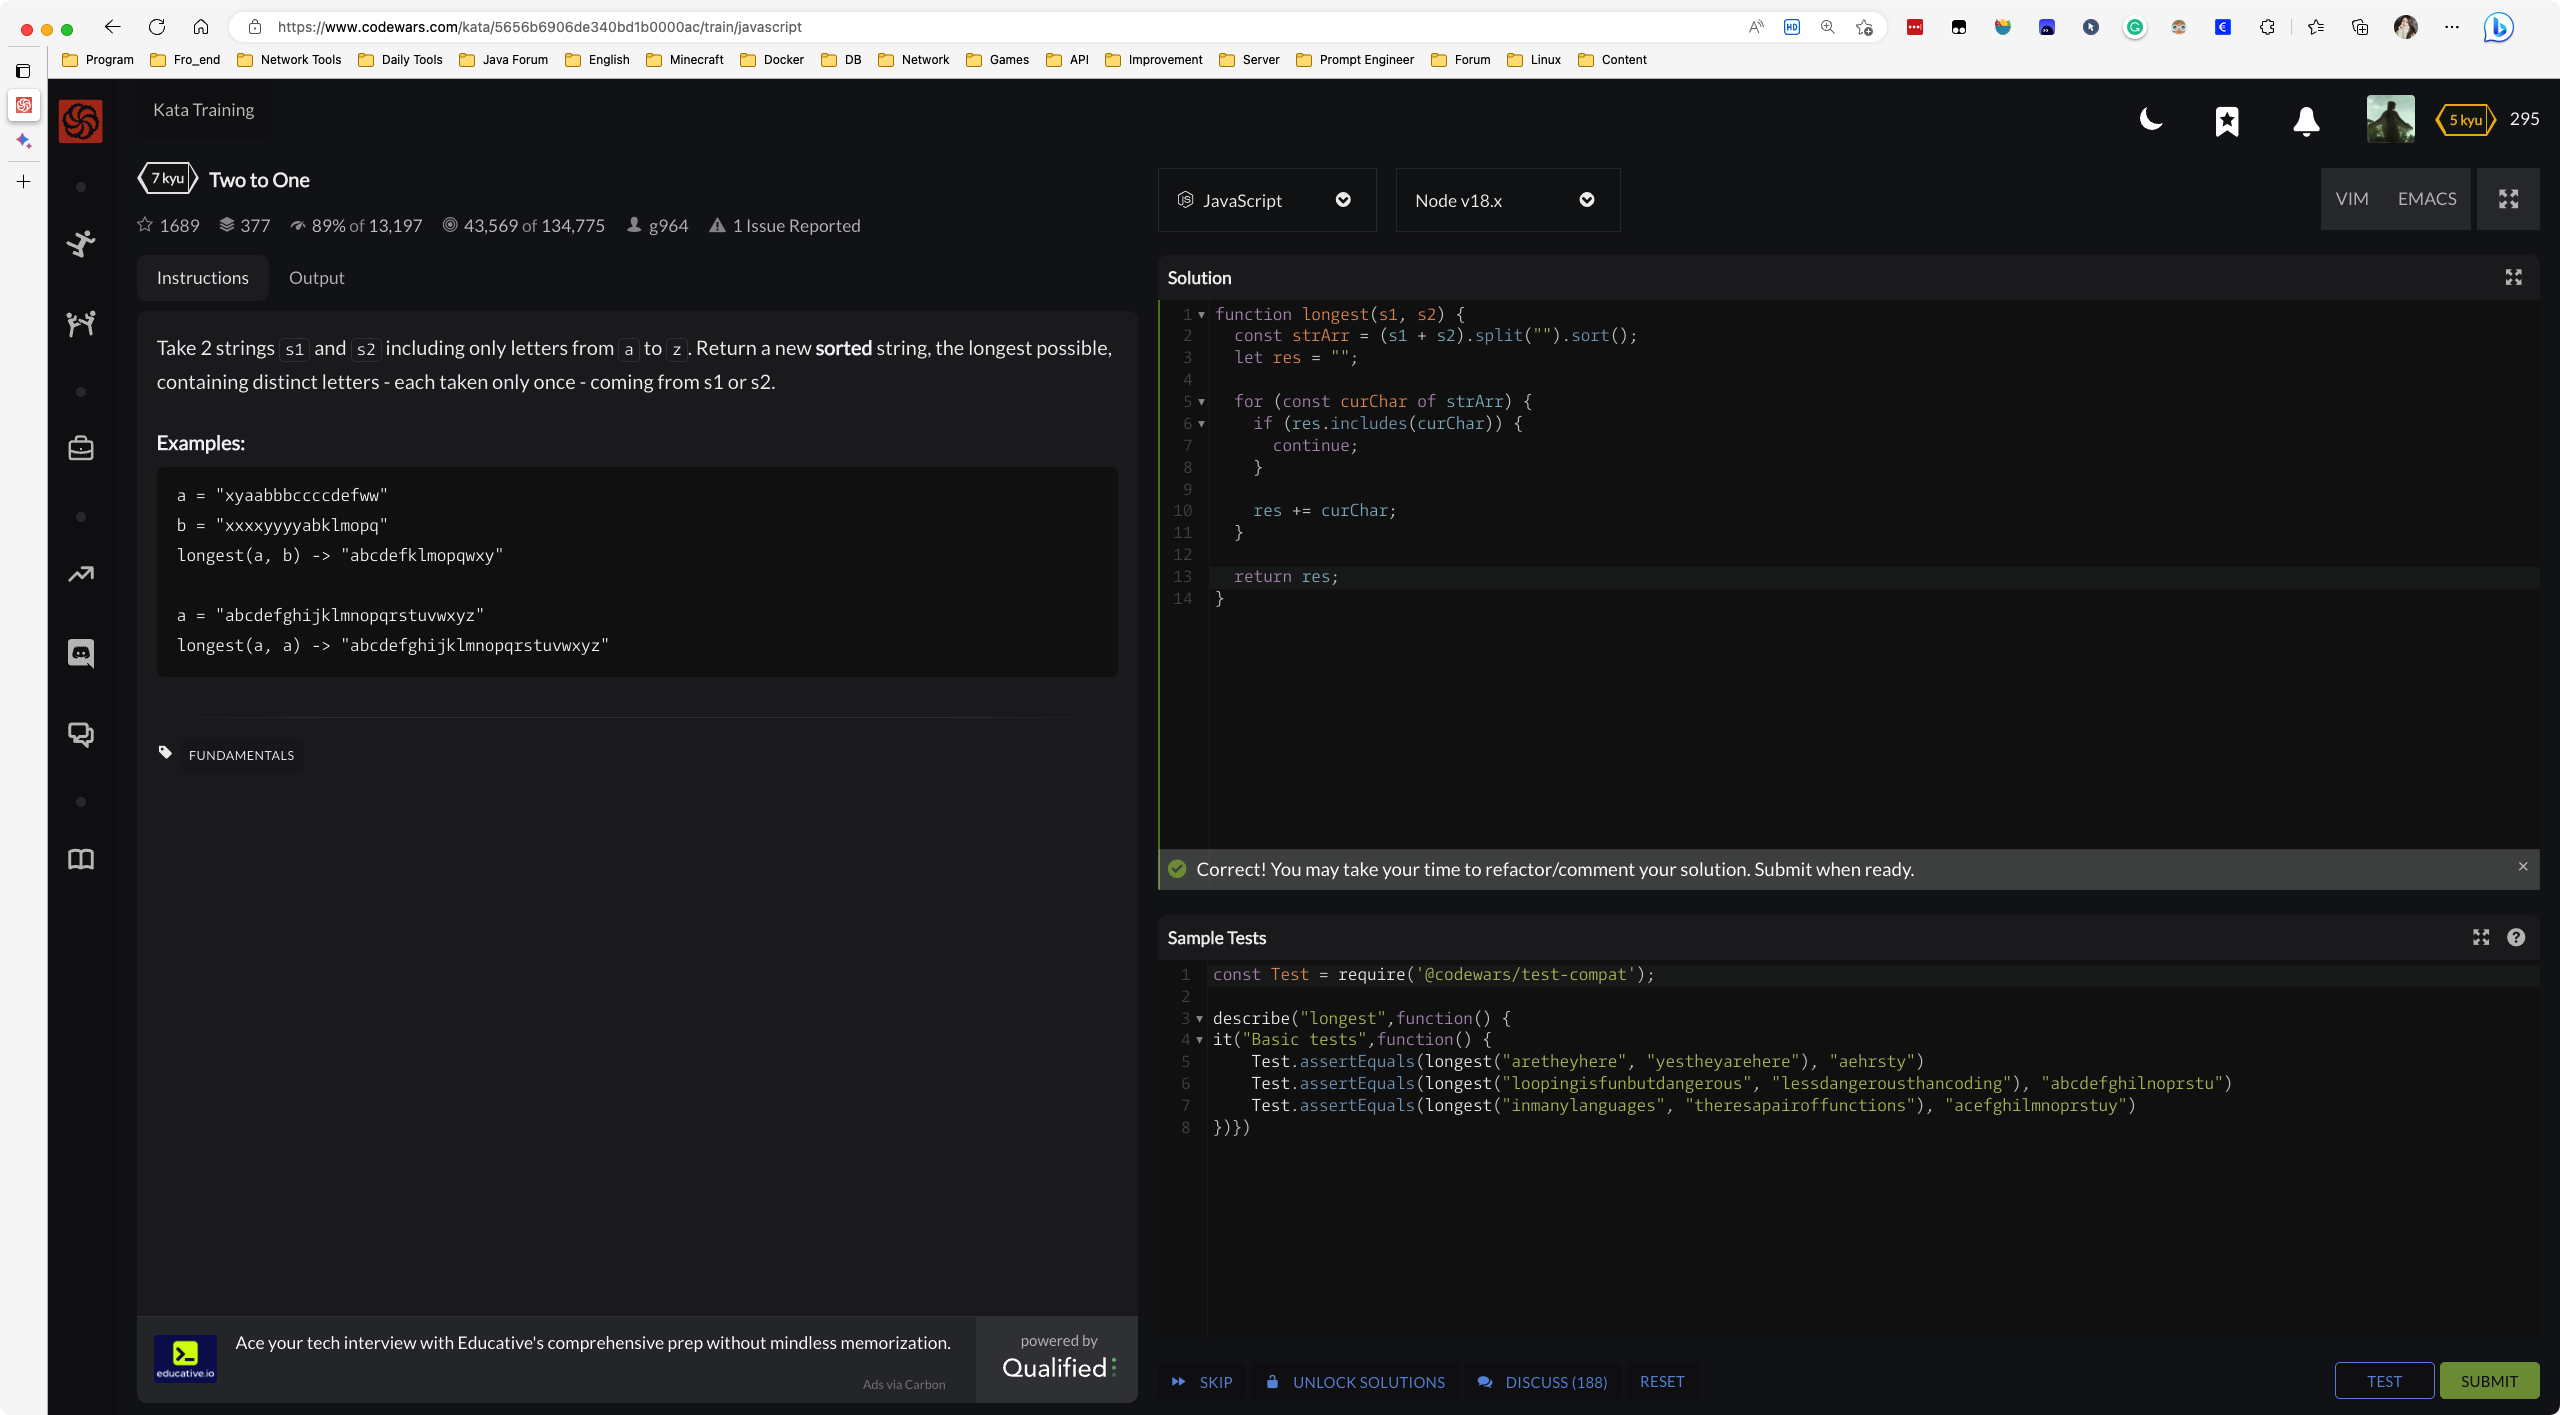 https://www.codewars.com/kata/5656b6906de340bd1b0000ac/train/javascript
Program Fro_end Network Tools Daily Tools Java Forum English Minecraft Docker DB Network Games API Improvement Server Prompt Engineer Forum Linux Content
Kata Training
5 kyu 295
7 kyu Two to One
1689 377 89% of 13,197 43,569 of 134,775 g964 1 Issue Reported
JavaScript Node v18.x VIM EMACS
Instructions Output
Take 2 strings s1 and s2 including only letters from a to z. Return a new sorted string, the longest possible,
containing distinct letters - each taken only once - coming from s1 or s2.
Examples:
a = "xyaabbbccccdefww"
b = "xxxxyyyyabklmopq"
longest(a, b) -> "abcdefklmopqwxy"
a = "abcdefghijklmnopqrstuvwxyz"
longest(a, a) -> "abcdefghijklmnopqrstuvwxyz"
FUNDAMENTALS
educative.io
Ace your tech interview with Educative's comprehensive prep without mindless memorization.
Ads via Carbon
powered by
Qualified
Solution
1 function longest(s1, s2) {
2 const strArr = (s1 + s2).split("").sort();
3 let res = "";
4
5 for (const curChar of strArr) {
6 if (res.includes(curChar)) {
7 continue;
8 }
9
10 res += curChar;
11 }
12
13 return res;
14 }
Correct! You may take your time to refactor/comment your solution. Submit when ready.
Sample Tests
1 const Test = require('@codewars/test-compat');
2
3 describe("longest",function() {
4 it("Basic tests",function() {
5 Test.assertEquals(longest("aretheyhere", "yestheyarehere"), "aehrsty")
6 Test.assertEquals(longest("loopingisfunbutdangerous", "lessdangerousthancoding"), "abcdefghilnoprstu")
7 Test.assertEquals(longest("inmanylanguages", "theresapairoffunctions"), "acefghilmnoprstuy")
8 })})
SKIP UNLOCK SOLUTIONS DISCUSS (188) RESET TEST SUBMIT